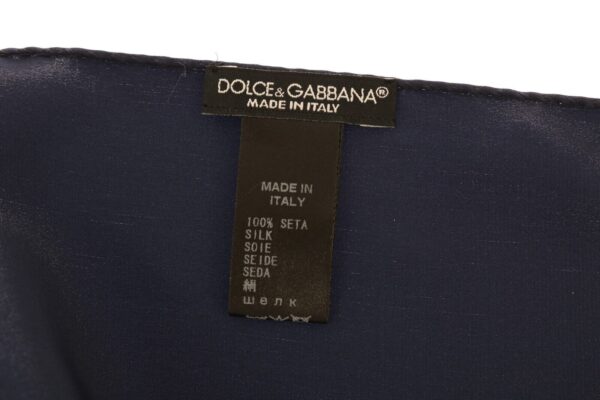 DOLCE&GABBANA®
MADE IN ITALY
MADE IN
ITALY
100% SETA
SILK
SOIE
SEIDE
SEDA
絹
шелк